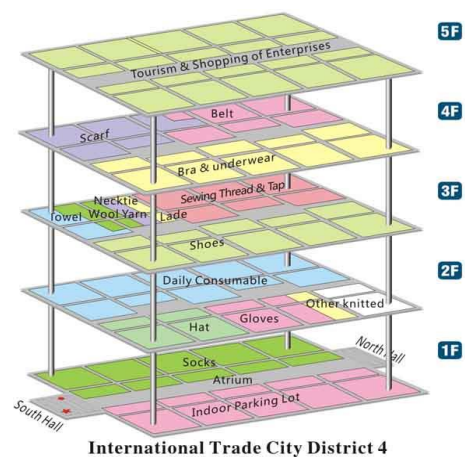 5F
Tourism & Shopping of Enterprises
4F
Belt
Scarf
Bra & underwear
3F
Sewing Thread & Tap
Necktie
Towel
Wool Yarn
Lade
Shoes
2F
Daily Consumable
Other knitted
Gloves
Hat
1F
North Hall
Socks
Atrium
South Hall
Indoor Parking Lot
International Trade City District 4